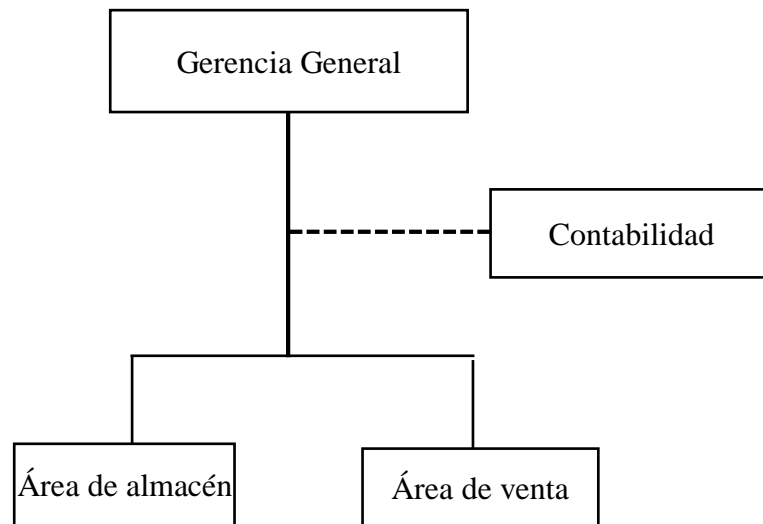 Gerencia General
Contabilidad
Área de almacén
Área de venta